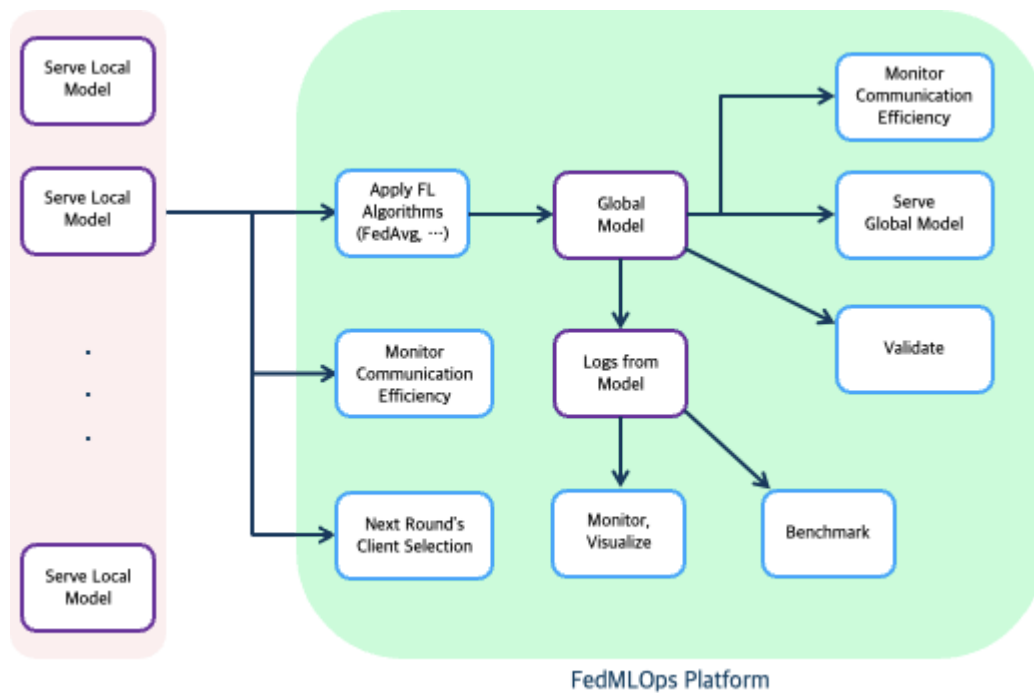 Serve Local
Model
Serve Local
Model
.
.
.
Serve Local
Model
Apply FL
Algorithms
(FedAvg, ···)
Monitor
Communication
Efficiency
Next Round's
Client Selection
Global
Model
Logs from
Model
Monitor,
Visualize
Benchmark
Monitor
Communication
Efficiency
Serve
Global Model
Validate
FedMLOps Platform